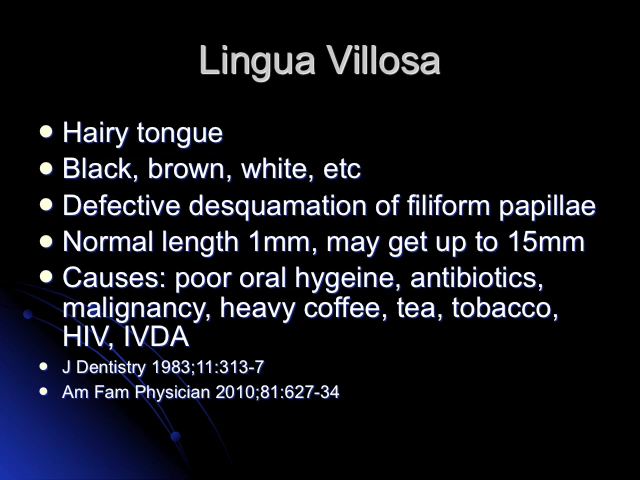 Lingua Villosa
• Hairy tongue
• Black, brown, white, etc
• Defective desquamation of filiform papillae
• Normal length 1mm, may get up to 15mm
• Causes: poor oral hygeine, antibiotics,
malignancy, heavy coffee, tea, tobacco,
HIV, IVDA
• J Dentistry 1983;11:313-7
• Am Fam Physician 2010;81:627-34